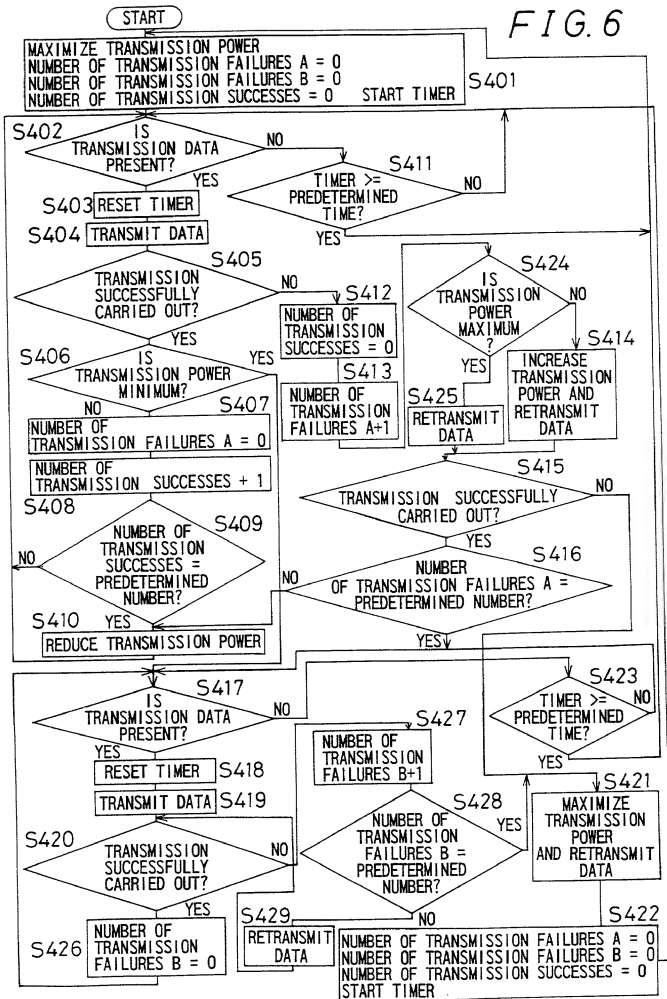 START
FIG.6
MAXIMIZE TRANSMISSION POWER
NUMBER OF TRANSMISSION FAILURES A = 0
NUMBER OF TRANSMISSION FAILURES B = 0
NUMBER OF TRANSMISSION SUCCESSES = 0 START TIMER
S401
S402
IS
TRANSMISSION DATA
PRESENT?
NO
YES
S411
TIMER >=
PREDETERMINED
TIME?
NO
YES
S403
RESET TIMER
S404
TRANSMIT DATA
S405
TRANSMISSION
SUCCESSFULLY
CARRIED OUT?
NO
YES
S412
NUMBER OF
TRANSMISSION
SUCCESSES = 0
S413
NUMBER OF
TRANSMISSION
FAILURES A+1
S424
IS
TRANSMISSION
POWER
MAXIMUM
?
NO
YES
S414
INCREASE
TRANSMISSION
POWER AND
RETRANSMIT
DATA
S425
RETRANSMIT
DATA
S406
IS
TRANSMISSION POWER
MINIMUM?
YES
NO
S407
NUMBER OF
TRANSMISSION FAILURES A = 0
NUMBER OF
TRANSMISSION SUCCESSES + 1
S408
S409
NUMBER OF
TRANSMISSION
SUCCESSES =
PREDETERMINED
NUMBER?
NO
YES
S410
REDUCE TRANSMISSION POWER
S415
TRANSMISSION SUCCESSFULLY
CARRIED OUT?
NO
YES
S416
NUMBER
OF TRANSMISSION FAILURES A =
PREDETERMINED NUMBER?
NO
YES
S417
IS
TRANSMISSION DATA
PRESENT?
NO
YES
S423
TIMER >=
PREDETERMINED
TIME?
NO
YES
RESET TIMER
S418
TRANSMIT DATA
S419
S420
TRANSMISSION
SUCCESSFULLY
CARRIED OUT?
NO
YES
S426
NUMBER OF
TRANSMISSION
FAILURES B = 0
S427
NUMBER OF
TRANSMISSION
FAILURES B+1
S428
NUMBER OF
TRANSMISSION
FAILURES B =
PREDETERMINED
NUMBER?
YES
NO
S429
RETRANSMIT
DATA
S421
MAXIMIZE
TRANSMISSION
POWER
AND RETRANSMIT
DATA
S422
NUMBER OF TRANSMISSION FAILURES A = 0
NUMBER OF TRANSMISSION FAILURES B = 0
NUMBER OF TRANSMISSION SUCCESSES = 0
START TIMER